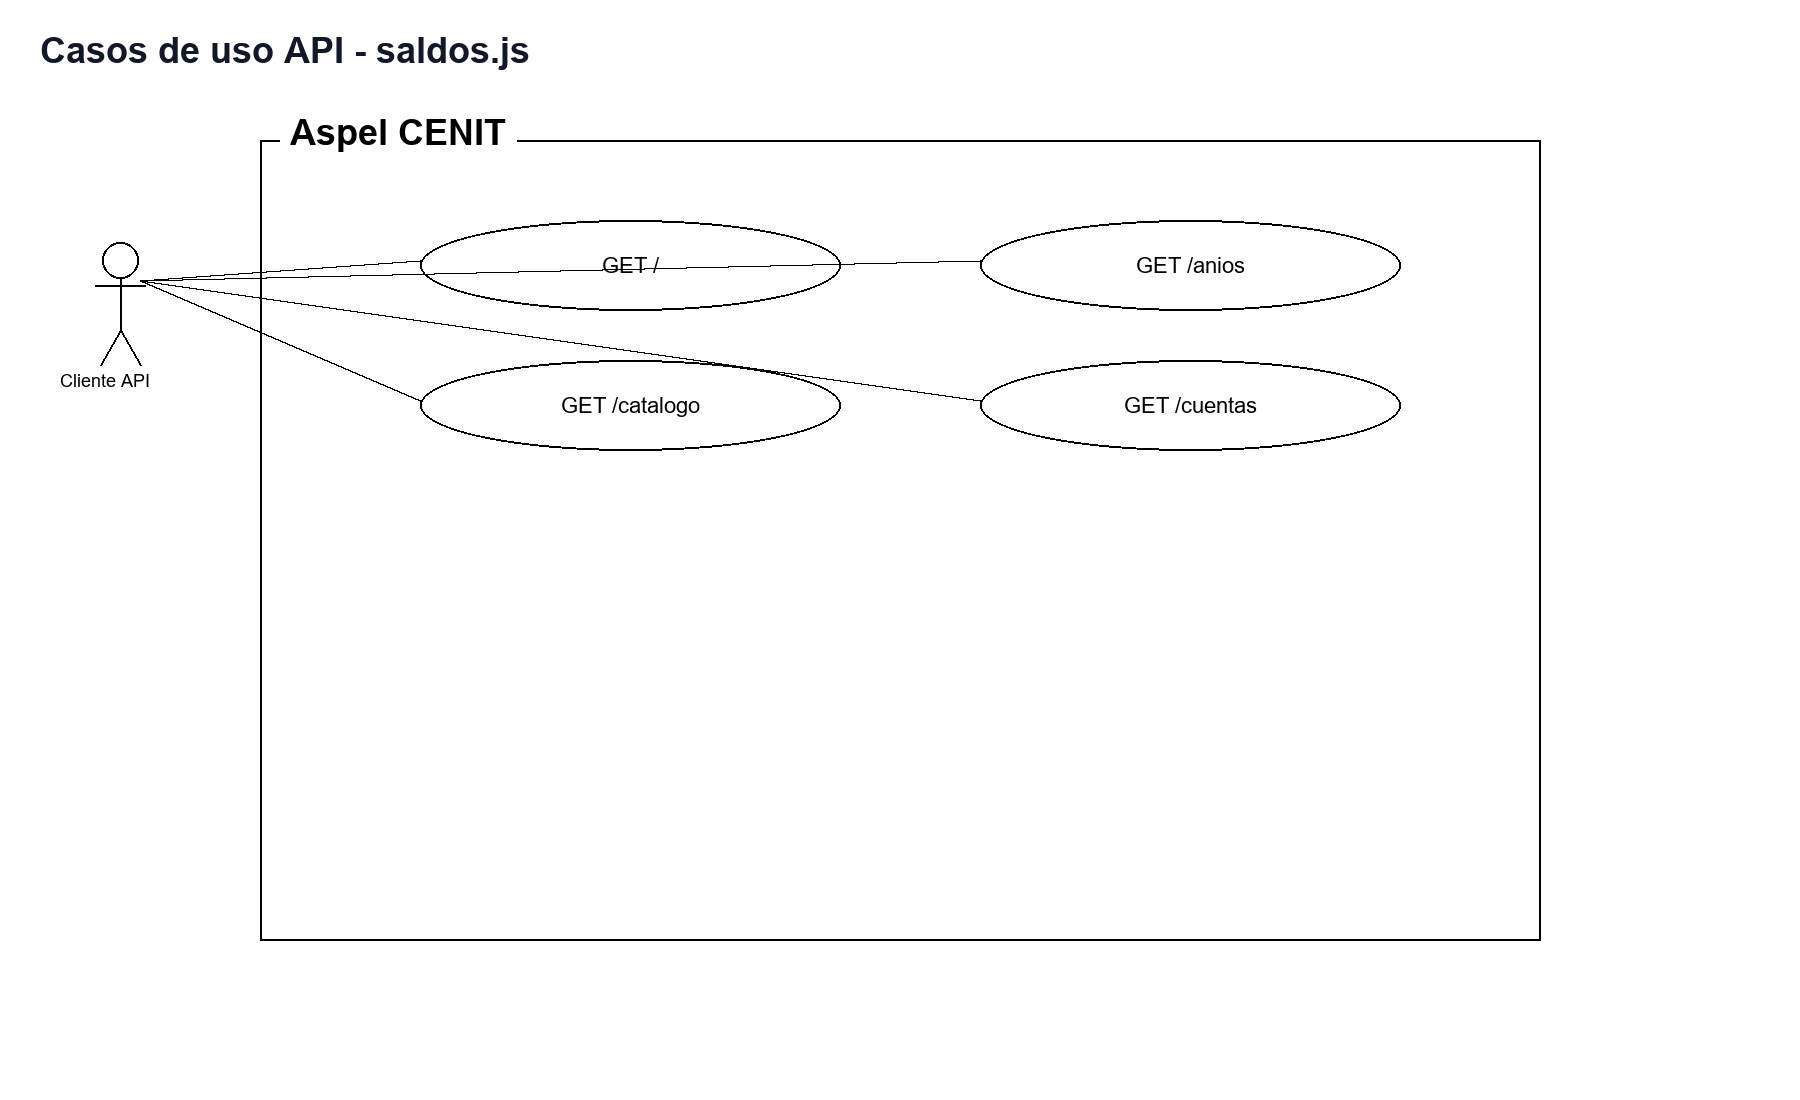 Casos de uso API - saldos.js
Aspel CENIT
GET /
GET /anios
Cliente API
GET /catalogo
GET /cuentas